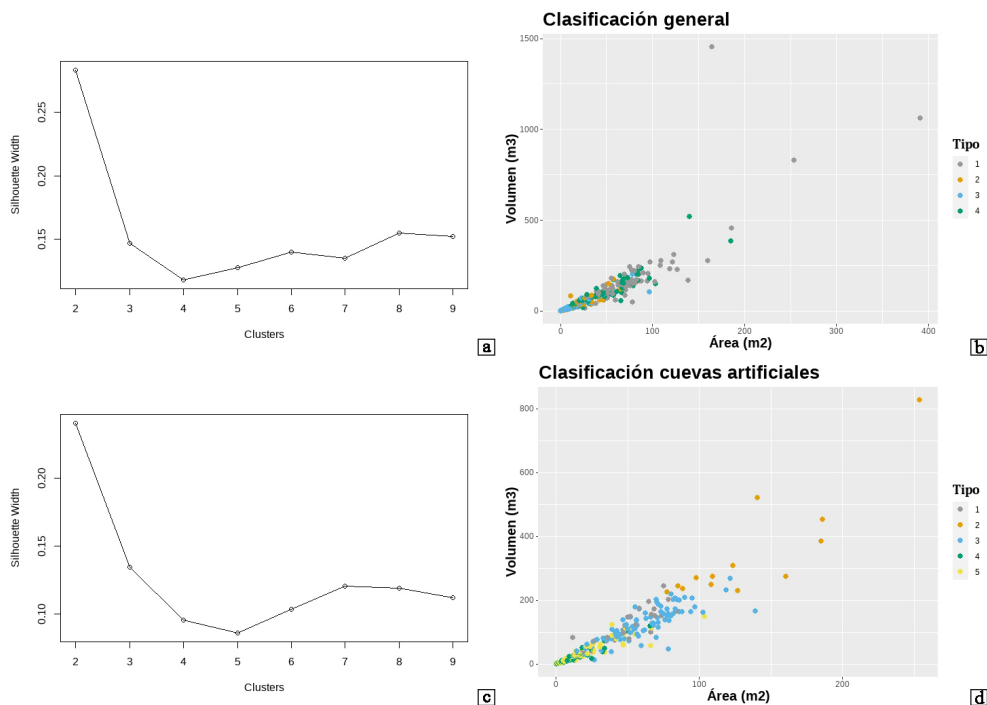 Silhouette Width
0.25
0.20
0.15
2 3 4 5 6 7 8 9
Clusters
a
Clasificación general
Volumen (m3)
1500
1000
500
0
0 100 200 300 400
Área (m2)
Tipo
1
2
3
4
b
Silhouette Width
0.20
0.15
0.10
2 3 4 5 6 7 8 9
Clusters
c
Clasificación cuevas artificiales
Volumen (m3)
800
600
400
200
0
0 100 200
Área (m2)
Tipo
1
2
3
4
5
d